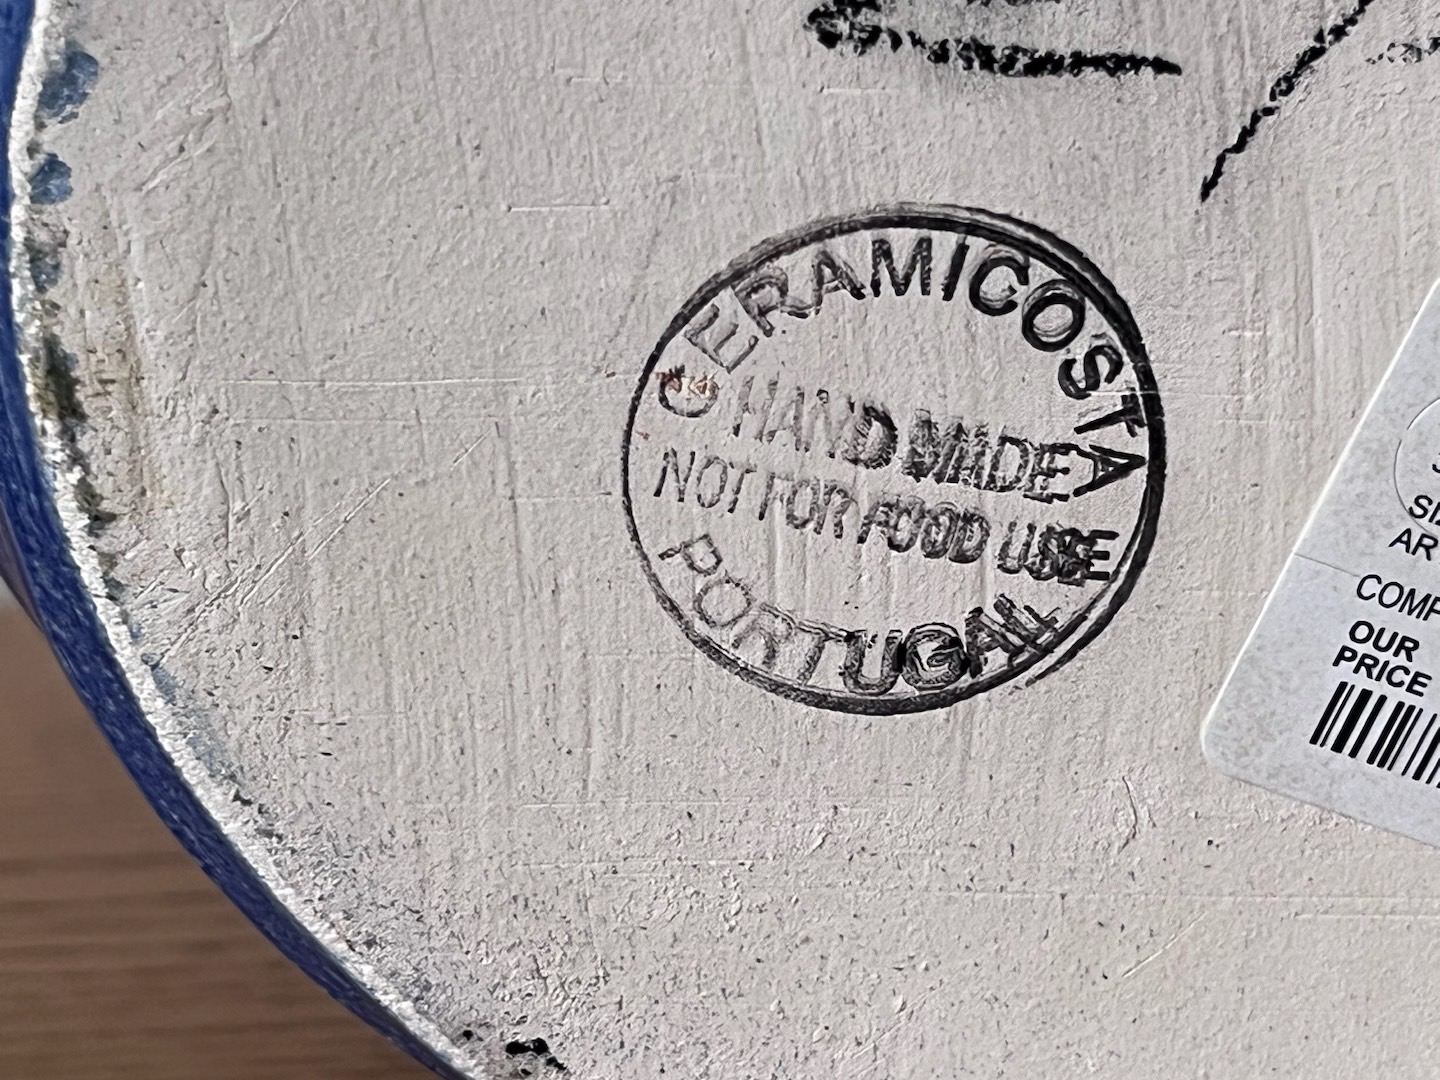 CERAMICOSTA
HAND MADE
NOT FOR FOOD USE
PORTUGAL
OUR
PRICE